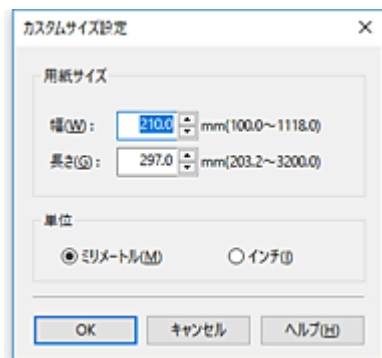 カスタムサイズ設定
用紙サイズ
幅(W): 210.0 mm(100.0～1118.0)
長さ(G): 297.0 mm(203.2～3200.0)
単位
ミリメートル(M) インチ(I)
OK キャンセル ヘルプ(H)